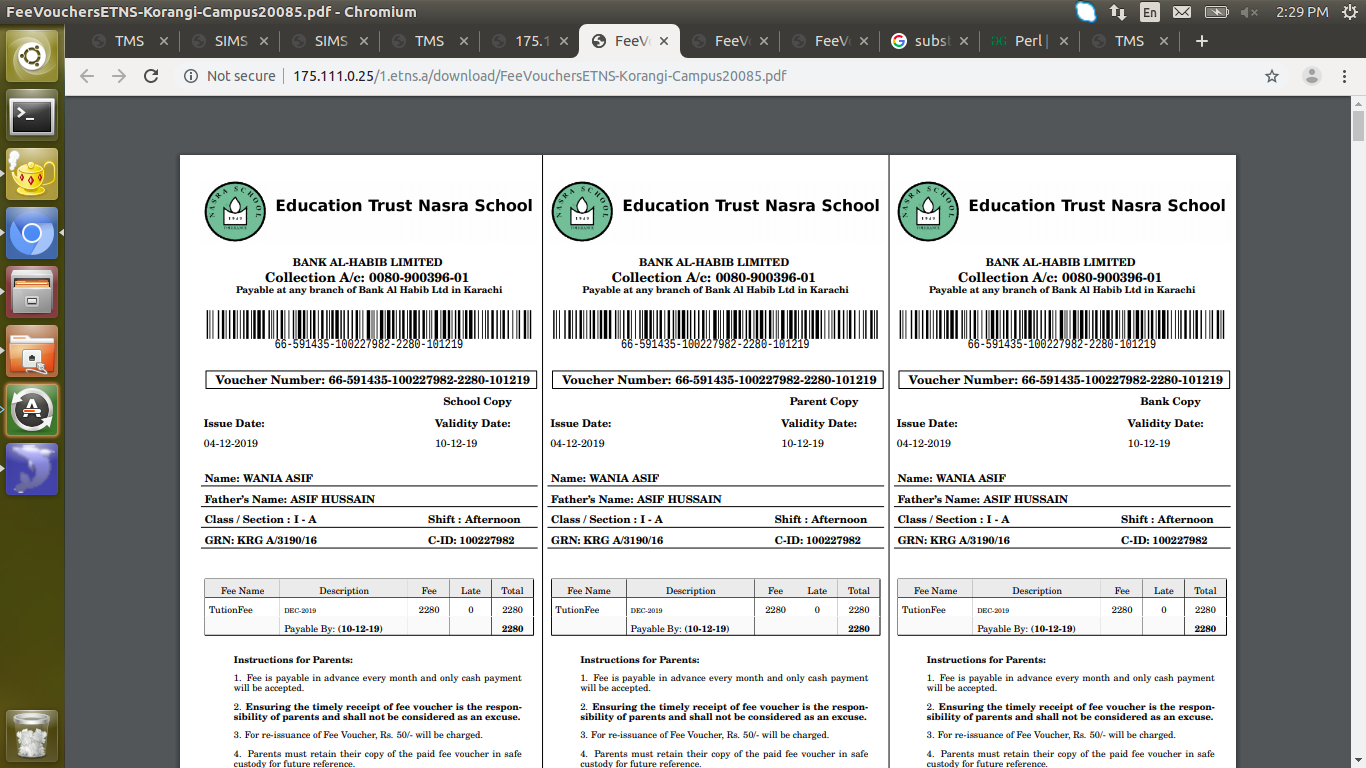 FeeVouchersETNS-Korangi-Campus20085.pdf - Chromium
En
2:29 PM
TMS
SIMS
SIMS
TMS
175.1
FeeVo
FeeV
FeeV
subst
Perl |
TMS
Not secure
175.111.0.25/1.etns.a/download/FeeVouchersETNS-Korangi-Campus20085.pdf
NASRA SCHOOL
1949
Education Trust Nasra School
BANK AL-HABIB LIMITED
Collection A/c: 0080-900396-01
Payable at any branch of Bank Al Habib Ltd in Karachi
66-591435-100227982-2280-101219
Voucher Number: 66-591435-100227982-2280-101219
School Copy
Issue Date: Validity Date:
04-12-2019 10-12-19
Name: WANIA ASIF
Father's Name: ASIF HUSSAIN
Class / Section : I - A Shift : Afternoon
GRN: KRG A/3190/16 C-ID: 100227982
Fee Name Description Fee Late Total
TutionFee DEC-2019 2280 0 2280
Payable By: (10-12-19) 2280
Instructions for Parents:
1. Fee is payable in advance every month and only cash payment
will be accepted.
2. Ensuring the timely receipt of fee voucher is the respon-
sibility of parents and shall not be considered as an excuse.
3. For re-issuance of Fee Voucher, Rs. 50/- will be charged.
4. Parents must retain their copy of the paid fee voucher in safe
custody for future reference.
NASRA SCHOOL
1949
Education Trust Nasra School
BANK AL-HABIB LIMITED
Collection A/c: 0080-900396-01
Payable at any branch of Bank Al Habib Ltd in Karachi
66-591435-100227982-2280-101219
Voucher Number: 66-591435-100227982-2280-101219
Parent Copy
Issue Date: Validity Date:
04-12-2019 10-12-19
Name: WANIA ASIF
Father's Name: ASIF HUSSAIN
Class / Section : I - A Shift : Afternoon
GRN: KRG A/3190/16 C-ID: 100227982
Fee Name Description Fee Late Total
TutionFee DEC-2019 2280 0 2280
Payable By: (10-12-19) 2280
Instructions for Parents:
1. Fee is payable in advance every month and only cash payment
will be accepted.
2. Ensuring the timely receipt of fee voucher is the respon-
sibility of parents and shall not be considered as an excuse.
3. For re-issuance of Fee Voucher, Rs. 50/- will be charged.
4. Parents must retain their copy of the paid fee voucher in safe
custody for future reference.
NASRA SCHOOL
1949
Education Trust Nasra School
BANK AL-HABIB LIMITED
Collection A/c: 0080-900396-01
Payable at any branch of Bank Al Habib Ltd in Karachi
66-591435-100227982-2280-101219
Voucher Number: 66-591435-100227982-2280-101219
Bank Copy
Issue Date: Validity Date:
04-12-2019 10-12-19
Name: WANIA ASIF
Father's Name: ASIF HUSSAIN
Class / Section : I - A Shift : Afternoon
GRN: KRG A/3190/16 C-ID: 100227982
Fee Name Description Fee Late Total
TutionFee DEC-2019 2280 0 2280
Payable By: (10-12-19) 2280
Instructions for Parents:
1. Fee is payable in advance every month and only cash payment
will be accepted.
2. Ensuring the timely receipt of fee voucher is the respon-
sibility of parents and shall not be considered as an excuse.
3. For re-issuance of Fee Voucher, Rs. 50/- will be charged.
4. Parents must retain their copy of the paid fee voucher in safe
custody for future reference.